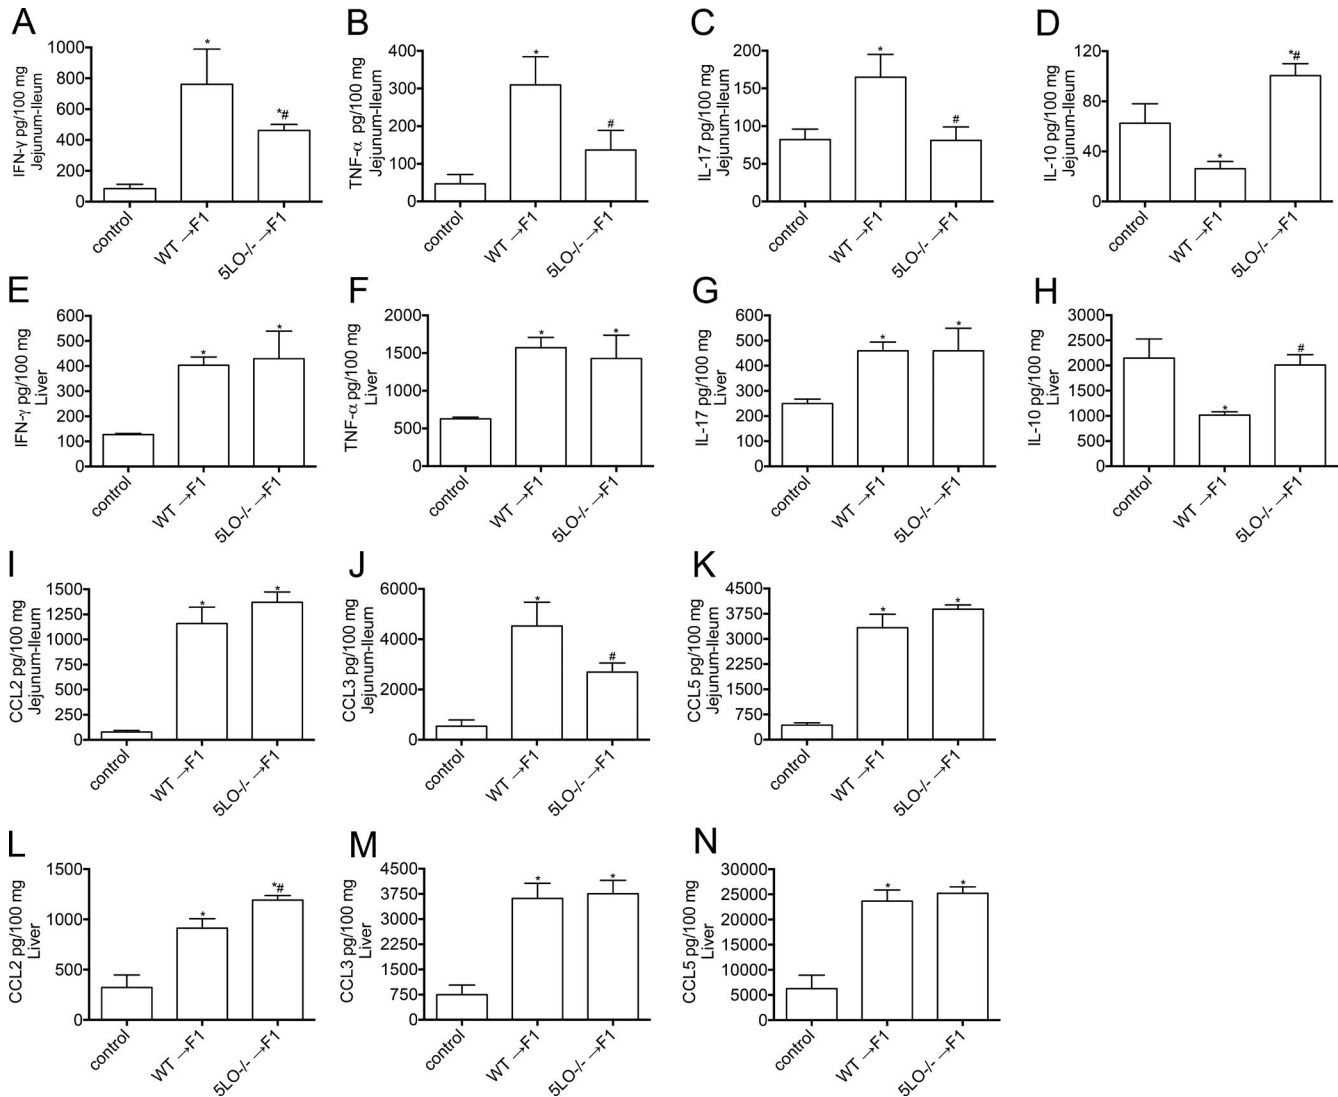 A
IFN-γ pg/100 mg
Jejunum-Ileum
1000
800
600
400
200
0
*
*#
control
WT →F1
5LO-/- →F1
B
TNF-α pg/100 mg
Jejunum-Ileum
400
300
200
100
0
*
#
control
WT →F1
5LO-/- →F1
C
IL-17 pg/100 mg
Jejunum-Ileum
200
150
100
50
0
*
#
control
WT →F1
5LO-/- →F1
D
IL-10 pg/100 mg
Jejunum-Ileum
120
80
40
0
*
*#
control
WT →F1
5LO-/- →F1
E
IFN-γ pg/100 mg
Liver
600
500
400
300
200
100
0
*
*
control
WT →F1
5LO-/- →F1
F
TNF-α pg/100 mg
Liver
2000
1500
1000
500
0
*
*
control
WT →F1
5LO-/- →F1
G
IL-17 pg/100 mg
Liver
600
500
400
300
200
100
0
*
*
control
WT →F1
5LO-/- →F1
H
IL-10 pg/100 mg
Liver
3000
2500
2000
1500
1000
500
0
*
#
control
WT →F1
5LO-/- →F1
I
CCL2 pg/100 mg
Jejunum-Ileum
1500
1250
1000
750
500
250
0
*
*
control
WT →F1
5LO-/- →F1
J
CCL3 pg/100 mg
Jejunum-Ileum
6000
4000
2000
0
*
#
control
WT →F1
5LO-/- →F1
K
CCL5 pg/100 mg
Jejunum-Ileum
4500
3750
3000
2250
1500
750
0
*
*
control
WT →F1
5LO-/- →F1
L
CCL2 pg/100 mg
Liver
1500
1000
500
0
*
*#
control
WT →F1
5LO-/- →F1
M
CCL3 pg/100 mg
Liver
4500
3750
3000
2250
1500
750
0
*
*
control
WT →F1
5LO-/- →F1
N
CCL5 pg/100 mg
Liver
30000
25000
20000
15000
10000
5000
0
*
*
control
WT →F1
5LO-/- →F1